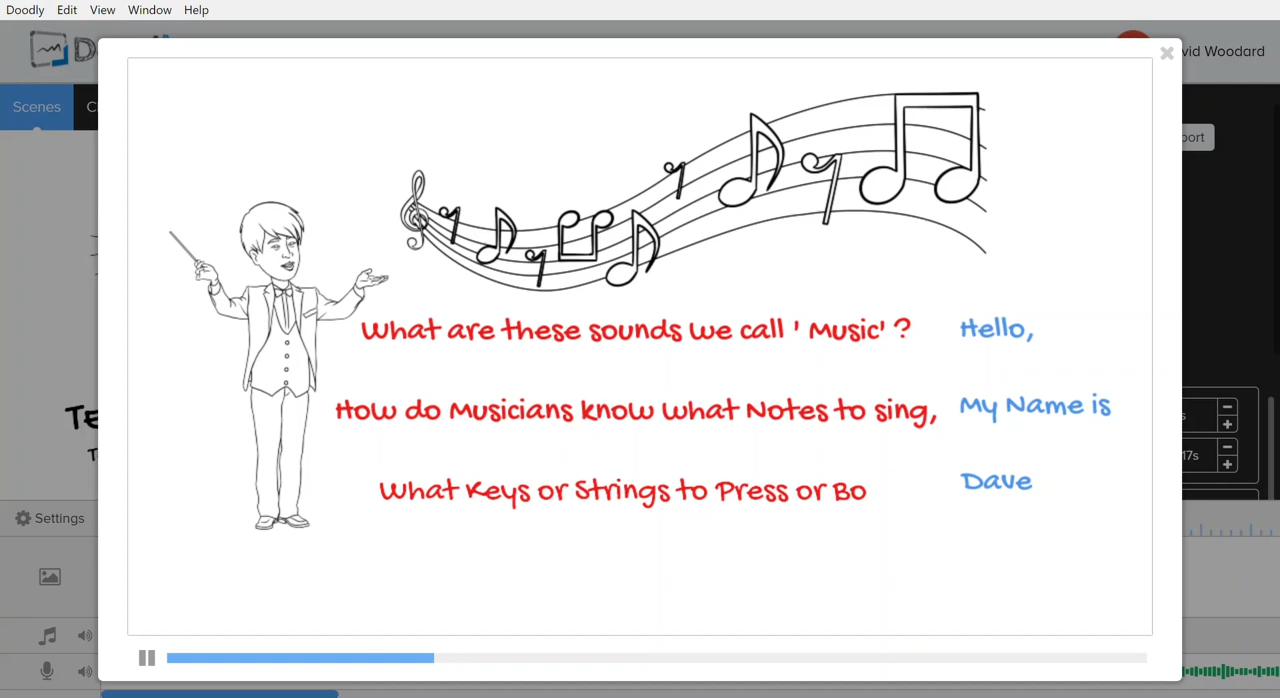 Doodly Edit View Window Help
D
vid Woodard
Scenes
C
port
What are these sounds we call ' Music' ?
Hello,
How do Musicians know what Notes to sing,
My Name is
What Keys or Strings to Press or Bo
Dave
TE
T
s
17s
Settings